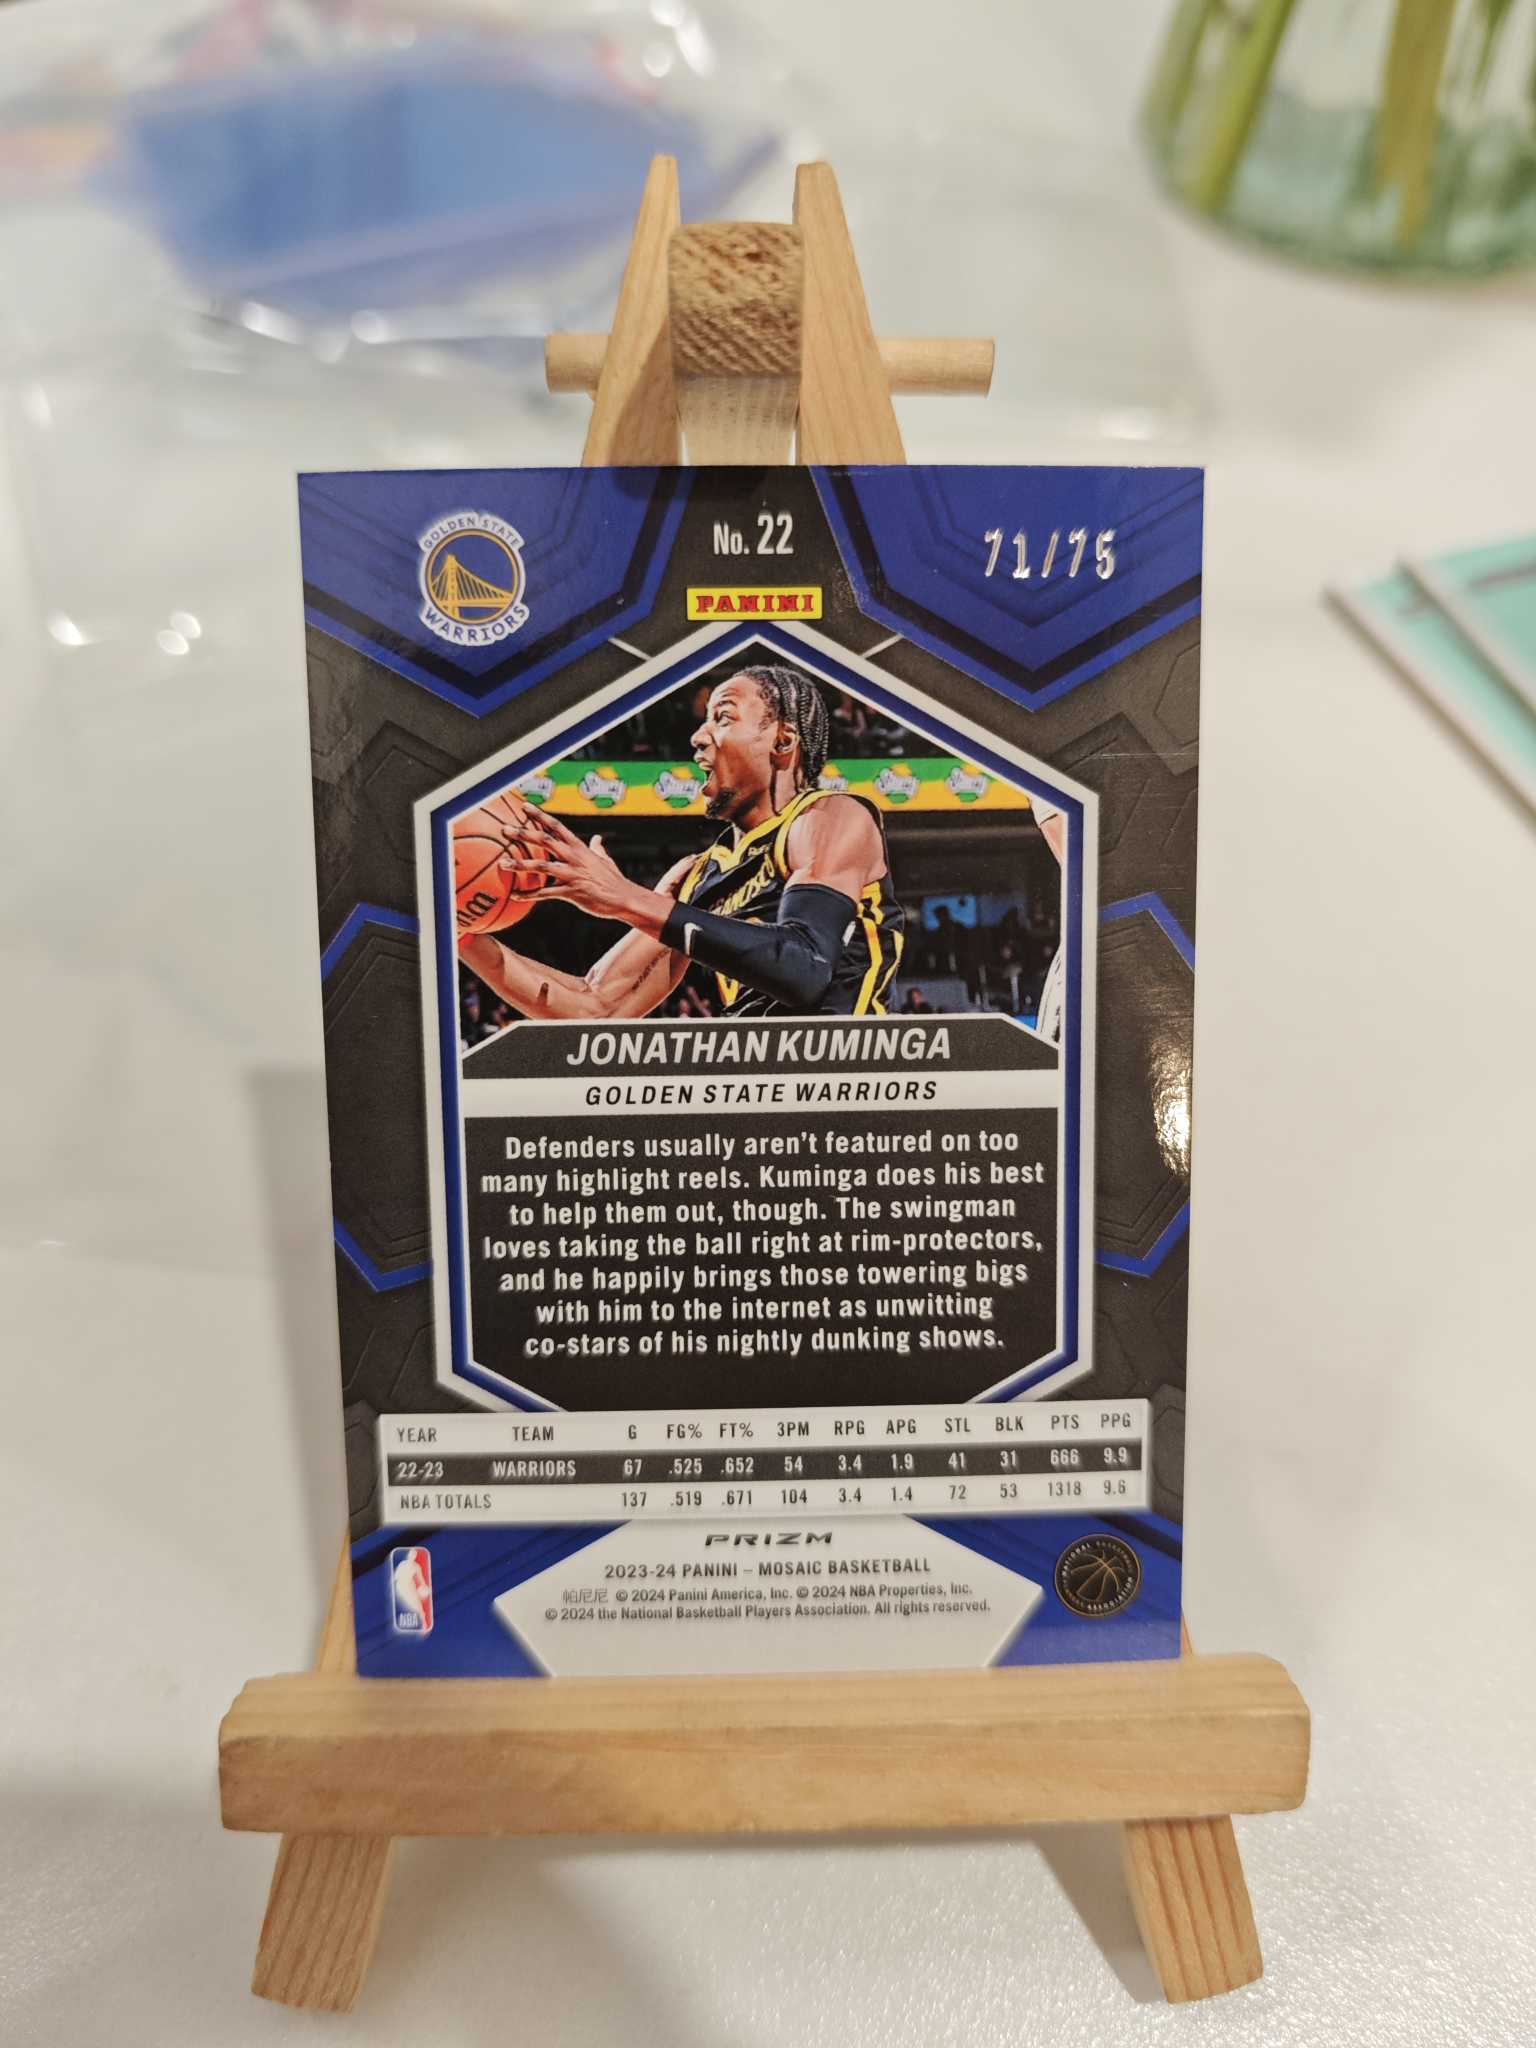 GOLDEN STATE
WARRIORS
No. 22
71/75
PANINI
JONATHAN KUMINGA
GOLDEN STATE WARRIORS
Defenders usually aren't featured on too
many highlight reels. Kuminga does his best
to help them out, though. The swingman
loves taking the ball right at rim-protectors,
and he happily brings those towering bigs
with him to the internet as unwitting
co-stars of his nightly dunking shows.
YEAR TEAM G FG% FT% 3PM RPG APG STL BLK PTS PPG
22-23 WARRIORS 67 .525 .652 54 3.4 1.9 41 31 666 9.9
NBA TOTALS 137 .519 .671 104 3.4 1.4 72 53 1318 9.6
PRIZM
2023-24 PANINI – MOSAIC BASKETBALL
帕尼尼 © 2024 Panini America, Inc. © 2024 NBA Properties, Inc.
© 2024 the National Basketball Players Association. All rights reserved.
NBA
NATIONAL BASKETBALL